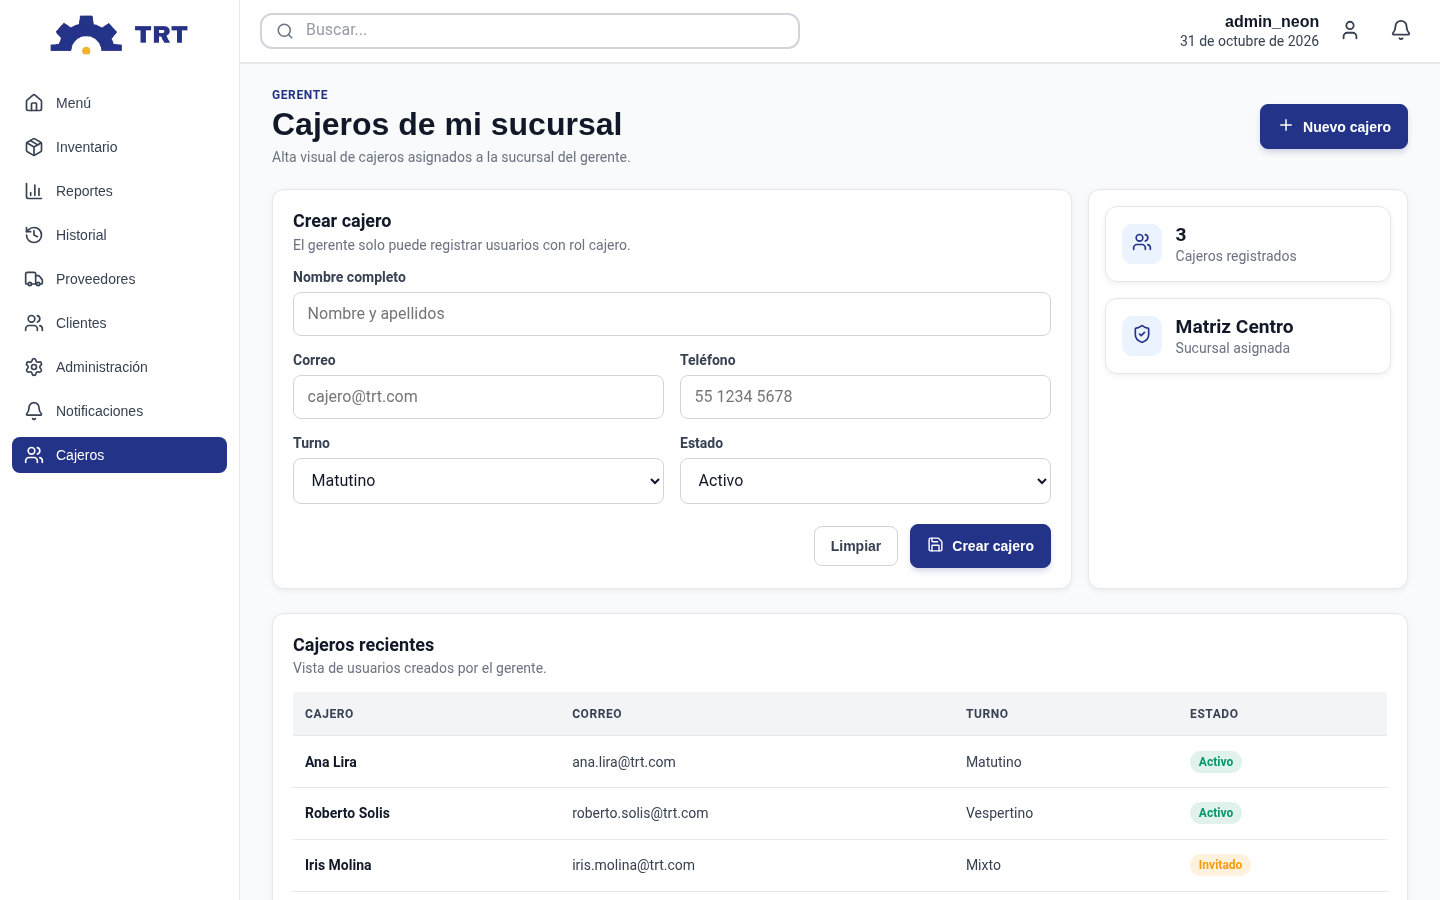 TRT
Buscar...
admin_neon
31 de octubre de 2026
Menú
Inventario
Reportes
Historial
Proveedores
Clientes
Administración
Notificaciones
Cajeros
GERENTE
Cajeros de mi sucursal
Alta visual de cajeros asignados a la sucursal del gerente.
Nuevo cajero
Crear cajero
El gerente solo puede registrar usuarios con rol cajero.
Nombre completo
Nombre y apellidos
Correo Teléfono
cajero@trt.com 55 1234 5678
Turno Estado
Matutino Activo
Limpiar Crear cajero
3
Cajeros registrados
Matriz Centro
Sucursal asignada
Cajeros recientes
Vista de usuarios creados por el gerente.
CAJERO CORREO TURNO ESTADO
Ana Lira ana.lira@trt.com Matutino Activo
Roberto Solis roberto.solis@trt.com Vespertino Activo
Iris Molina iris.molina@trt.com Mixto Invitado